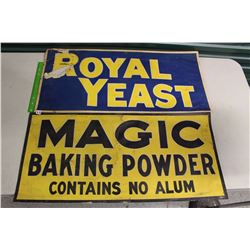 ROYAL
YEAST
MAGIC
BAKING POWDER
CONTAINS NO ALUM